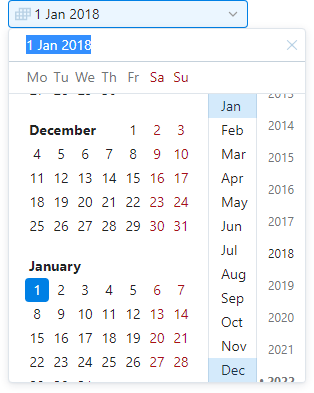 1 Jan 2018
1 Jan 2018
Mo Tu We Th Fr Sa Su
December 1 2 3
4 5 6 7 8 9 10
11 12 13 14 15 16 17
18 19 20 21 22 23 24
25 26 27 28 29 30 31
January
1 2 3 4 5 6 7
8 9 10 11 12 13 14
15 16 17 18 19 20 21
22 23 24 25 26 27 28
Jan
Feb
Mar
Apr
May
Jun
Jul
Aug
Sep
Oct
Nov
Dec
2014
2015
2016
2017
2018
2019
2020
2021
2022